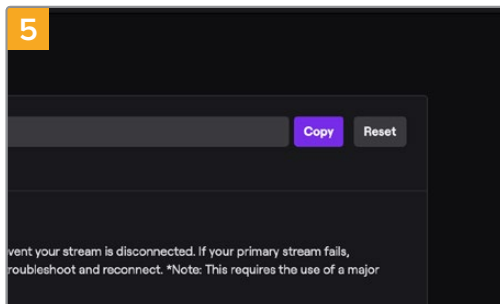 5
Copy Reset
vent your stream is disconnected. If your primary stream fails,
roubleshoot and reconnect. *Note: This requires the use of a major